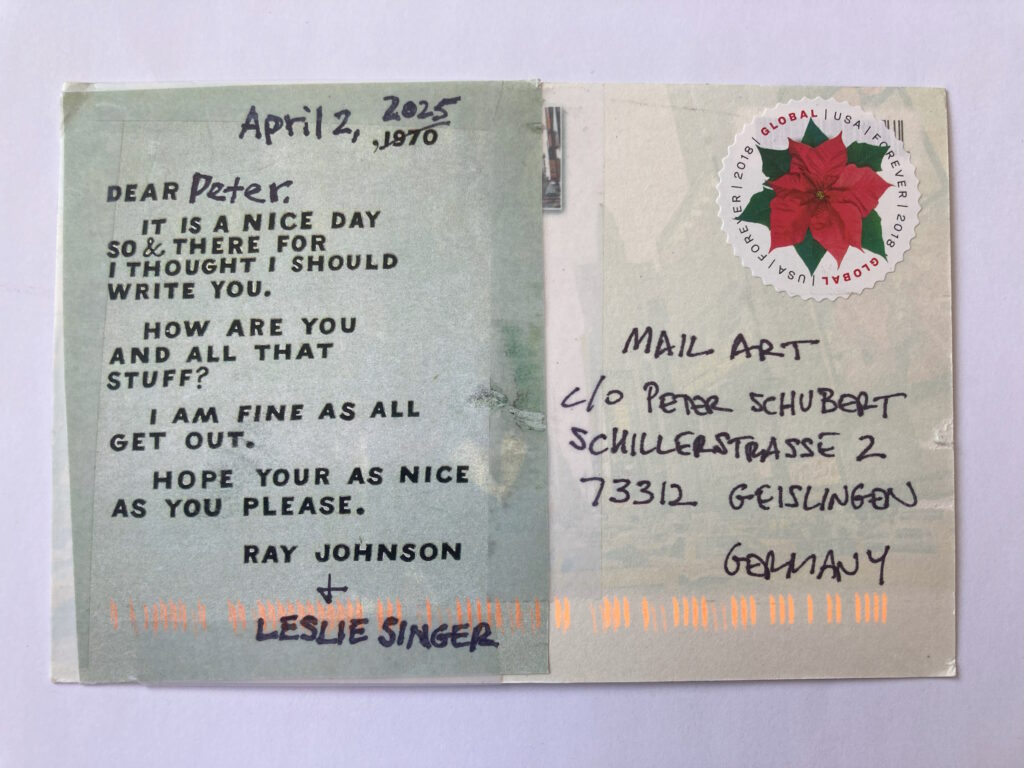 April 2, 2025
,1970
DEAR Peter.
IT IS A NICE DAY
SO & THERE FOR
I THOUGHT I SHOULD
WRITE YOU.
HOW ARE YOU
AND ALL THAT
STUFF?
I AM FINE AS ALL
GET OUT.
HOPE YOUR AS NICE
AS YOU PLEASE.
RAY JOHNSON
+
LESLIE SINGER
GLOBAL | USA | FOREVER | 2018 | GLOBAL | USA | FOREVER | 2018 |
MAIL ART
c/o PETER SCHUBERT
SCHILLERSTRASSE 2
73312 GEISLINGEN
GERMANY